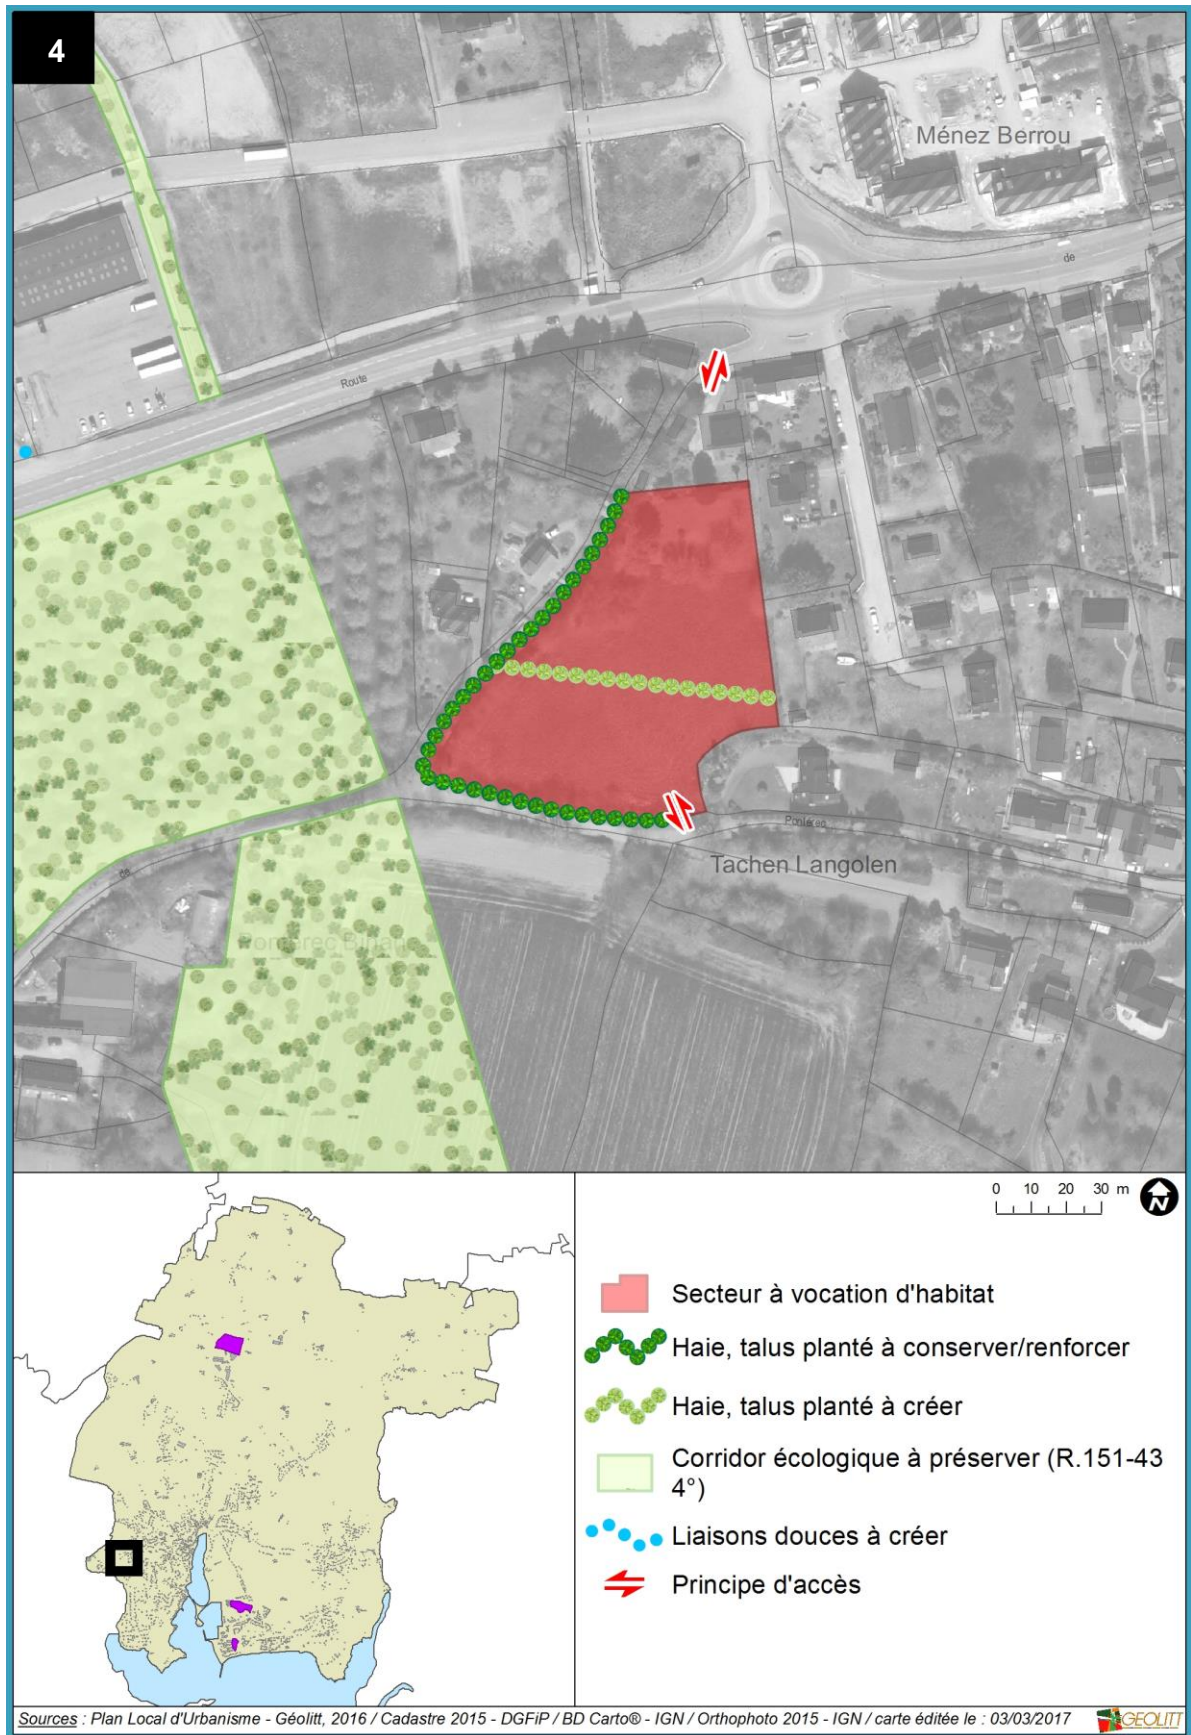 4
Ménez Berrou
de
Route
Tachen Langolen
de
0 10 20 30 m
N
Secteur à vocation d'habitat
Haie, talus planté à conserver/renforcer
Haie, talus planté à créer
Corridor écologique à préserver (R.151-43
4°)
Liaisons douces à créer
Principe d'accès
Sources : Plan Local d'Urbanisme - Géolitt, 2016 / Cadastre 2015 - DGFiP / BD Carto® - IGN / Orthophoto 2015 - IGN / carte éditée le : 03/03/2017
GEOLITT